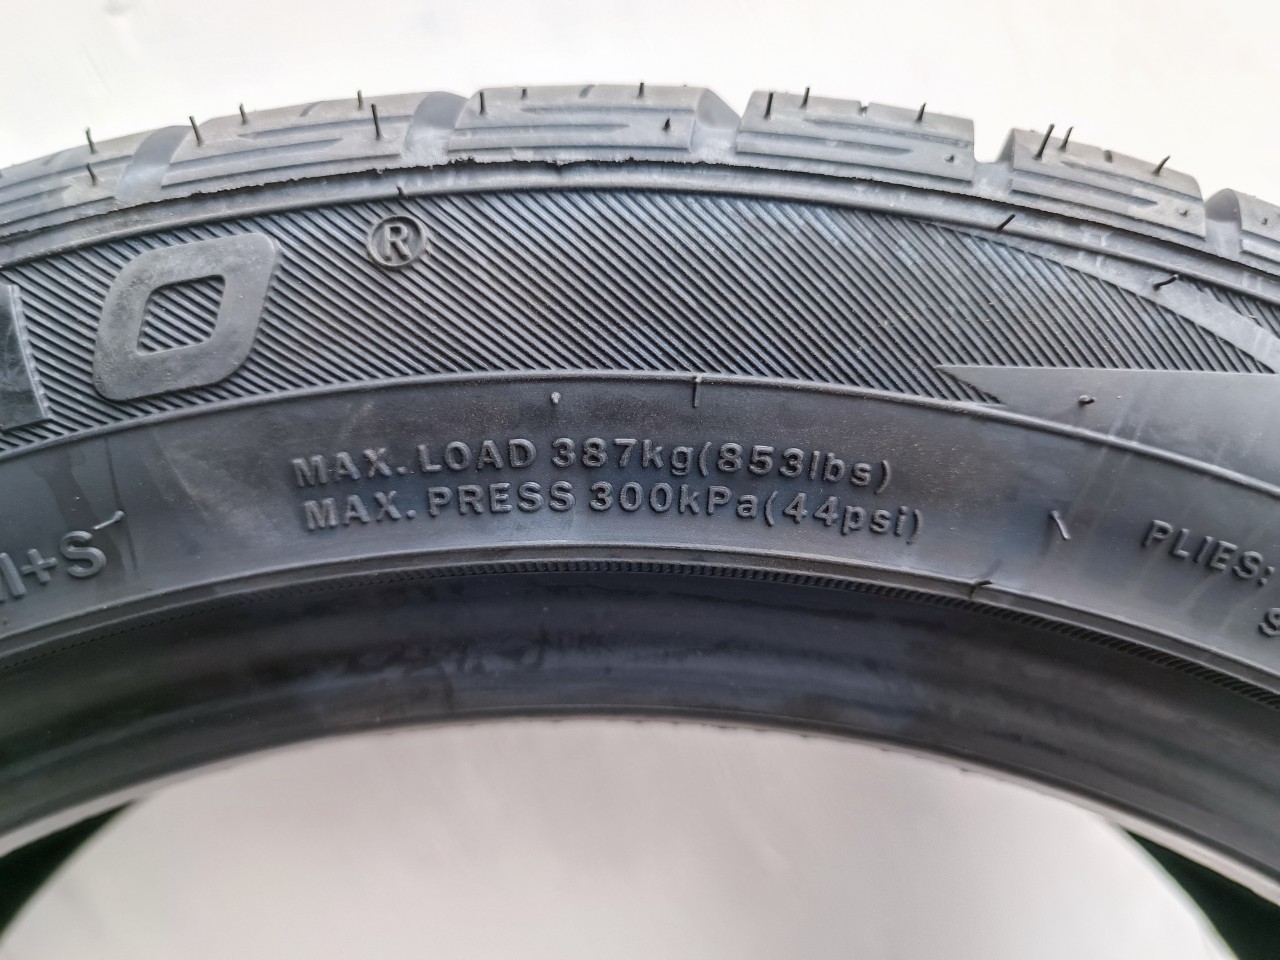 O ®
MAX. LOAD 387kg(853lbs)
MAX. PRESS 300kPa(44psi)
M+S
PLIES: